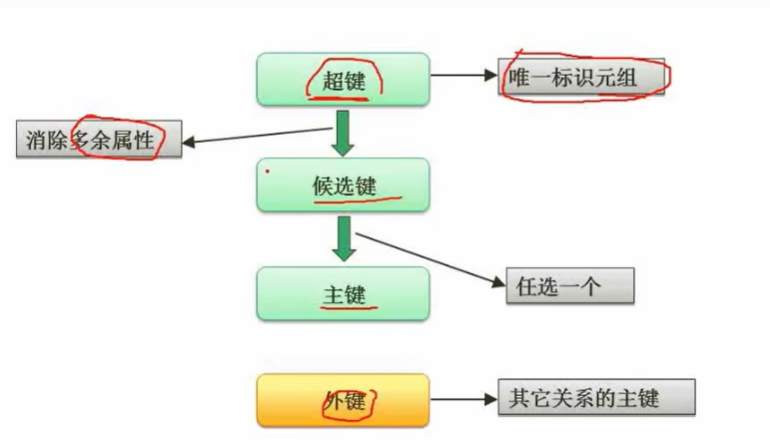 超键
唯一标识元组
消除多余属性
候选键
主键
任选一个
外键
其它关系的主键